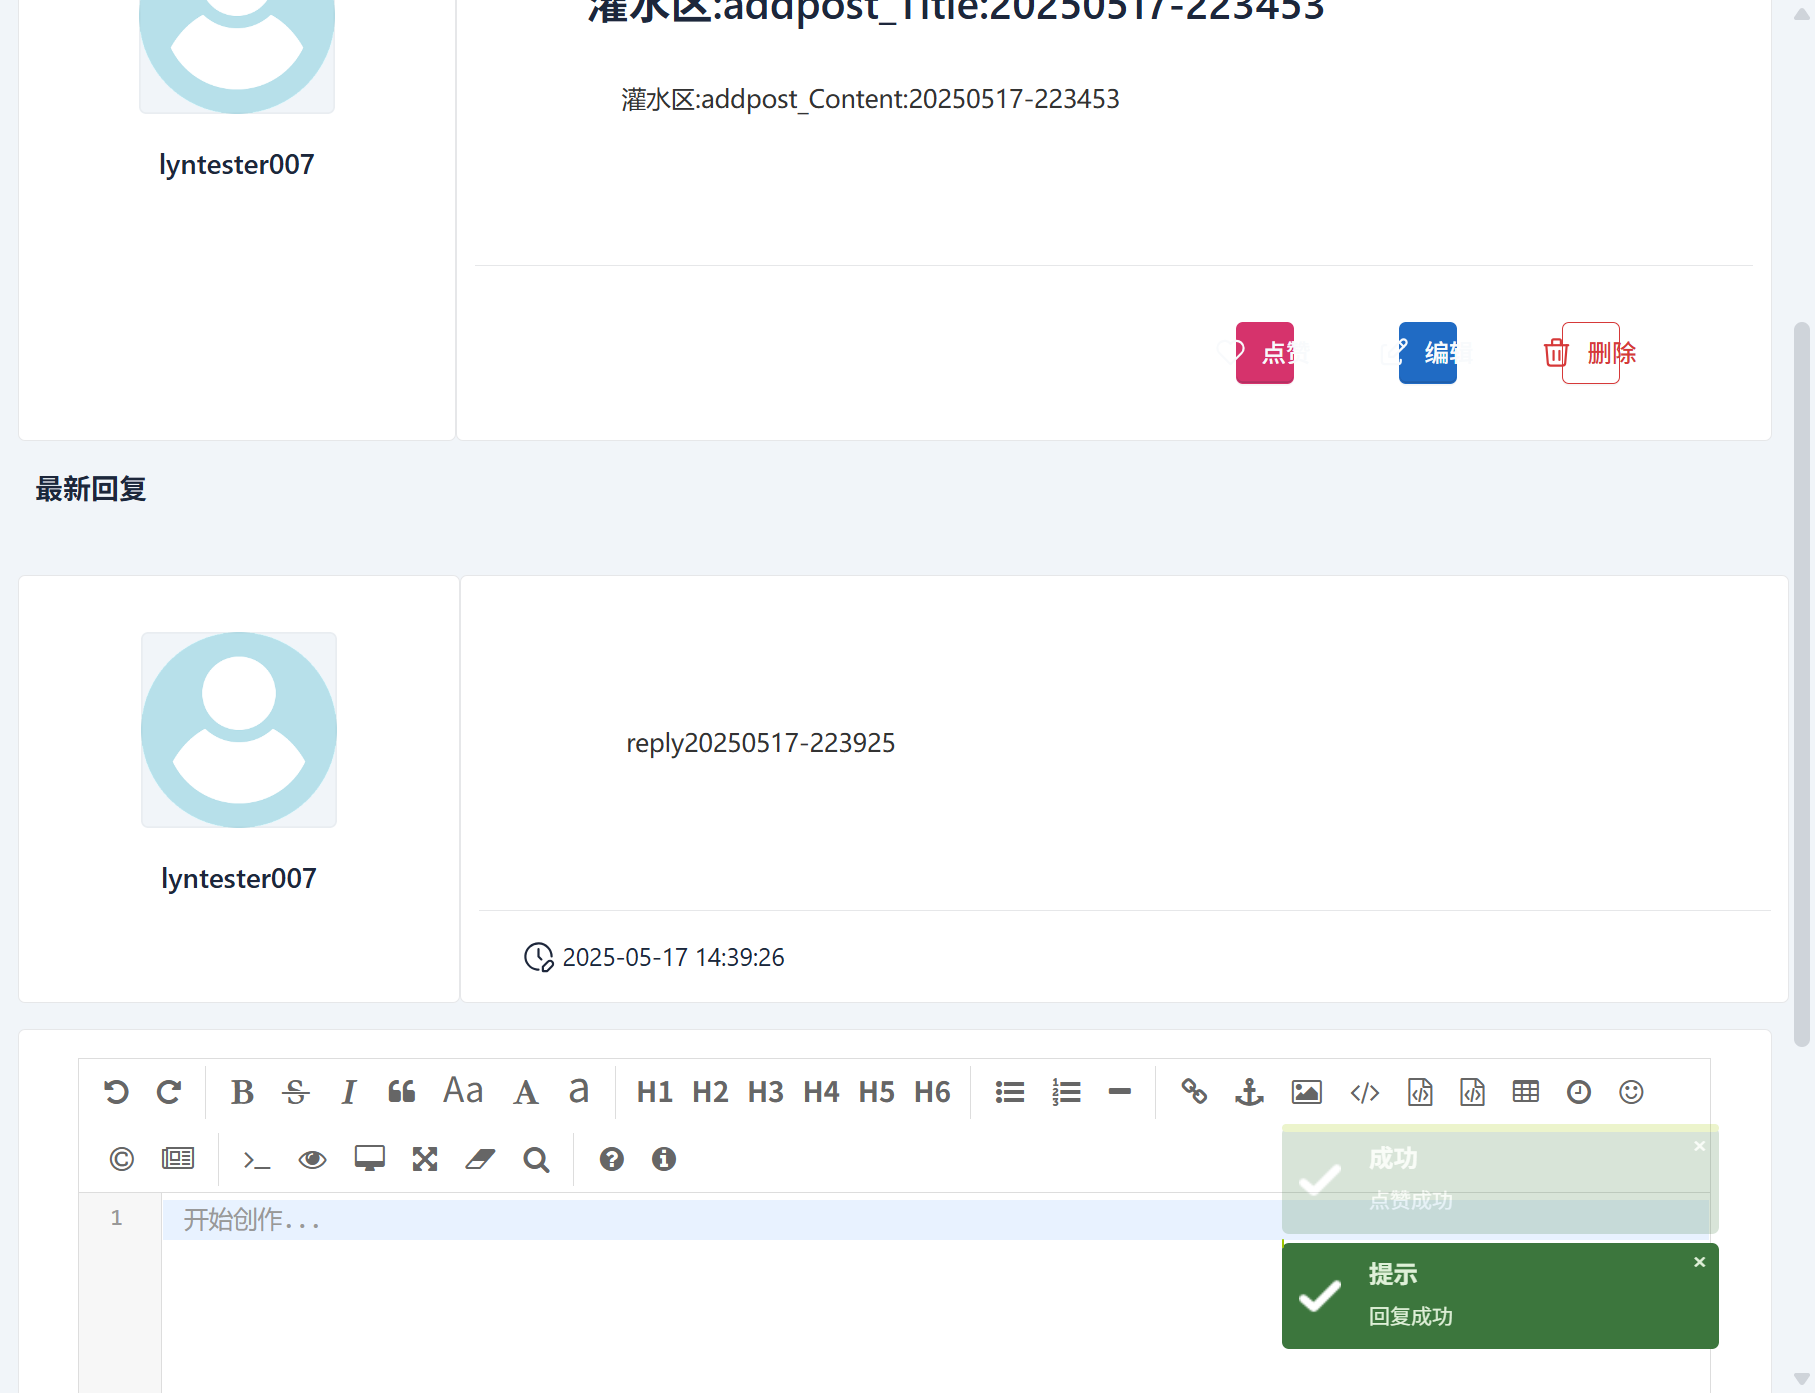 灌水区:addpost_Title:20250517-223453
灌水区:addpost_Content:20250517-223453
lyntester007
点赞
编辑
删除
最新回复
reply20250517-223925
lyntester007
2025-05-17 14:39:26
B S I Aa A a H1 H2 H3 H4 H5 H6
1
开始创作...
成功
点赞成功
提示
回复成功